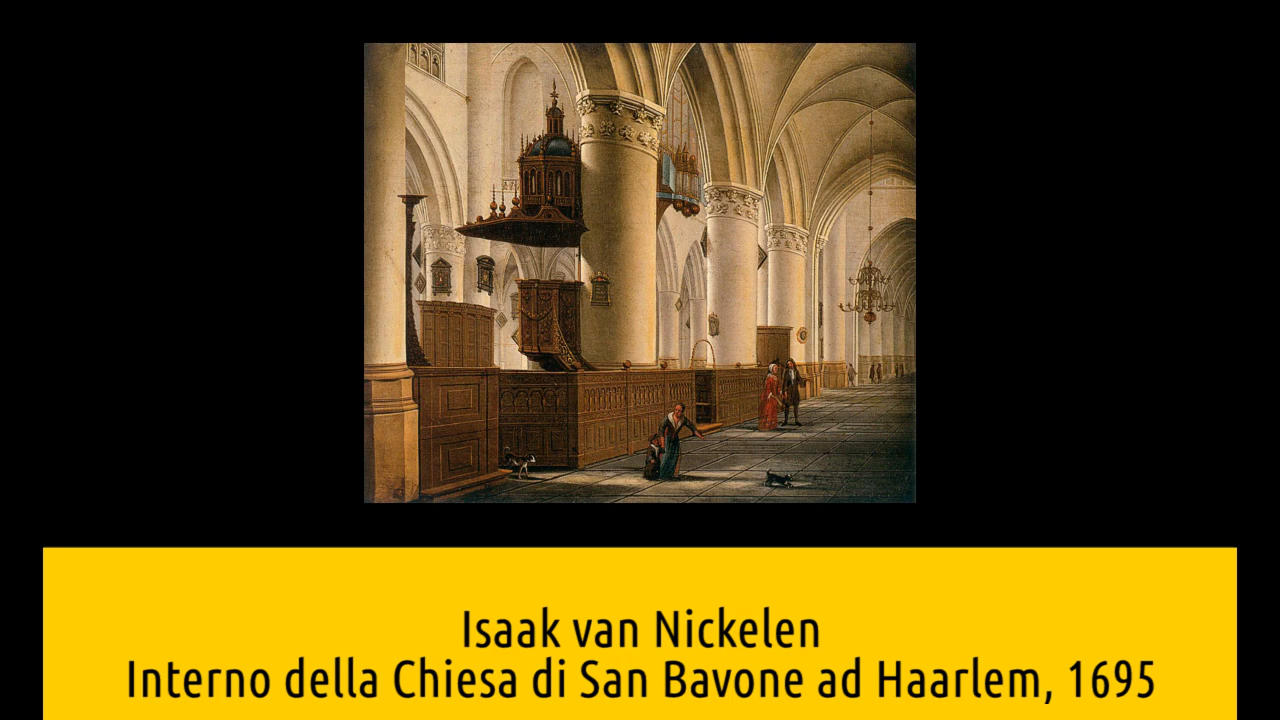 Isaak van Nickelen
Interno della Chiesa di San Bavone ad Haarlem, 1695